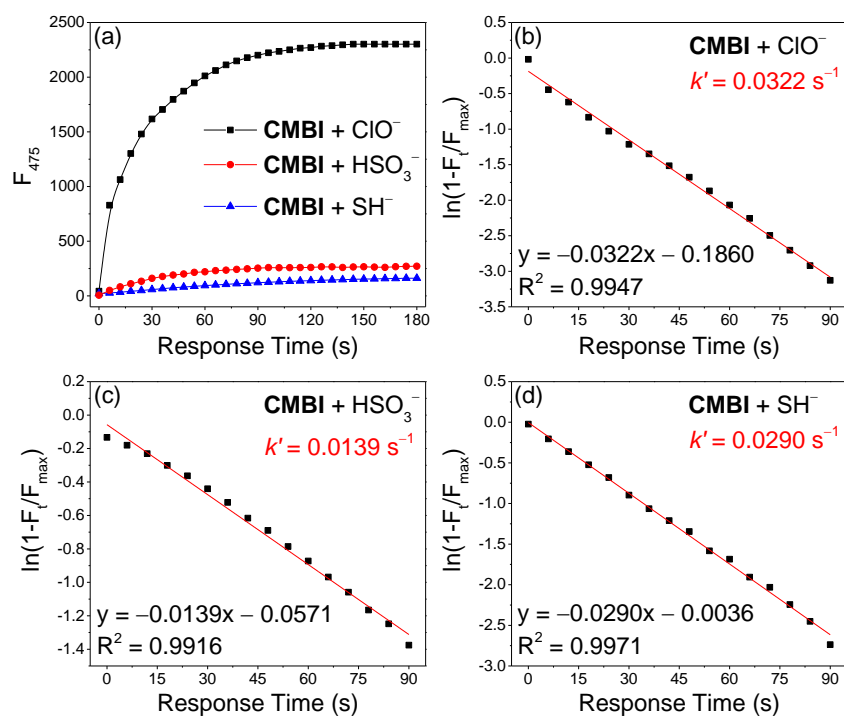 (a)
2500
2000
1500
1000
500
0
F₄₇₅
CMBI + ClO⁻
CMBI + HSO₃⁻
CMBI + SH⁻
0 30 60 90 120 150 180
Response Time (s)
(b)
0.0
-0.5
-1.0
-1.5
-2.0
-2.5
-3.0
-3.5
ln(1-Fₜ/Fₘₐₓ)
CMBI + ClO⁻
k' = 0.0322 s⁻¹
y = −0.0322x − 0.1860
R² = 0.9947
0 15 30 45 60 75 90
Response Time (s)
(c)
0.2
0.0
-0.2
-0.4
-0.6
-0.8
-1.0
-1.2
-1.4
ln(1-Fₜ/Fₘₐₓ)
CMBI + HSO₃⁻
k' = 0.0139 s⁻¹
y = −0.0139x − 0.0571
R² = 0.9916
0 15 30 45 60 75 90
Response Time (s)
(d)
0.5
0.0
-0.5
-1.0
-1.5
-2.0
-2.5
-3.0
ln(1-Fₜ/Fₘₐₓ)
CMBI + SH⁻
k' = 0.0290 s⁻¹
y = −0.0290x − 0.0036
R² = 0.9971
0 15 30 45 60 75 90
Response Time (s)